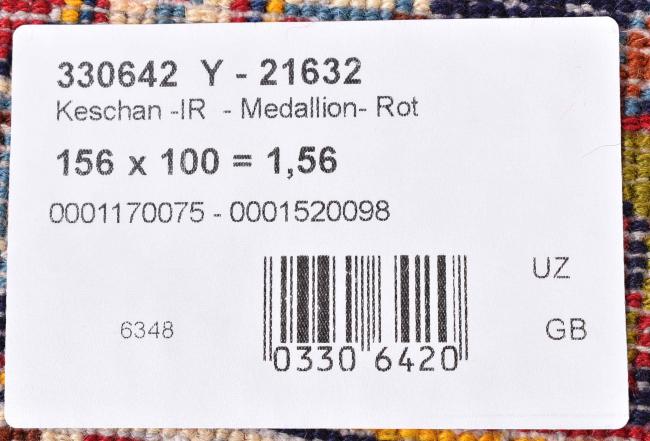 330642 Y - 21632
Keschan -IR - Medallion- Rot
156 x 100 = 1,56
0001170075 - 0001520098
UZ
6348
GB
0330 6420